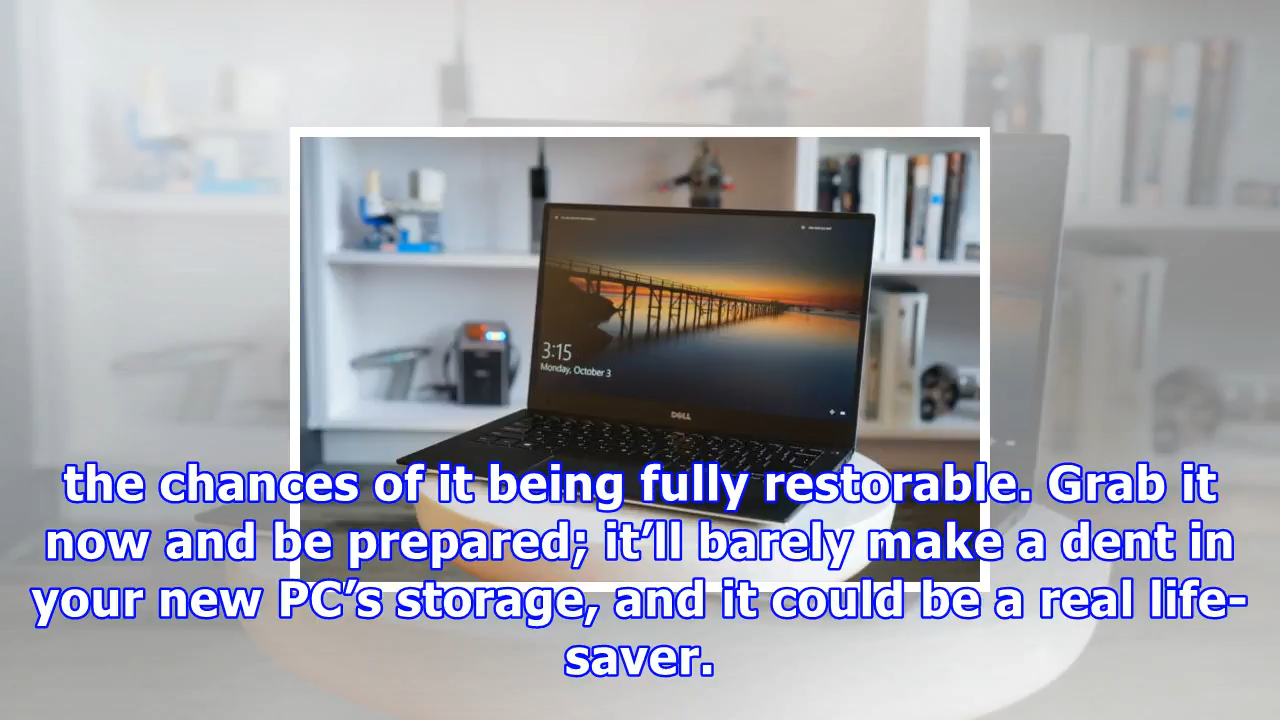 3:15
Monday, October 3
DELL
the chances of it being fully restorable. Grab it
now and be prepared; it’ll barely make a dent in
your new PC’s storage, and it could be a real life-
saver.